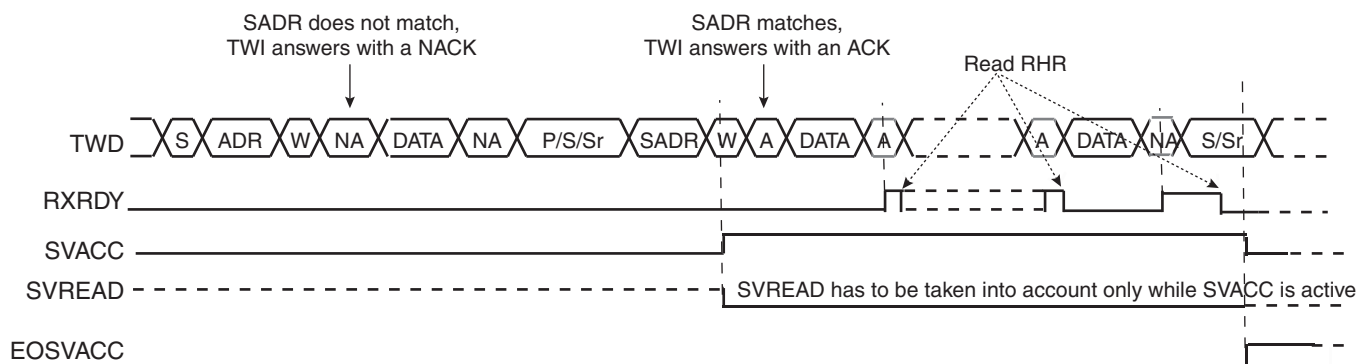 SADR does not match,
TWI answers with a NACK
SADR matches,
TWI answers with an ACK
Read RHR
TWD S ADR W NA DATA NA P/S/Sr SADR W A DATA A A DATA NA S/Sr
RXRDY
SVACC
SVREAD SVREAD has to be taken into account only while SVACC is active
EOSVACC